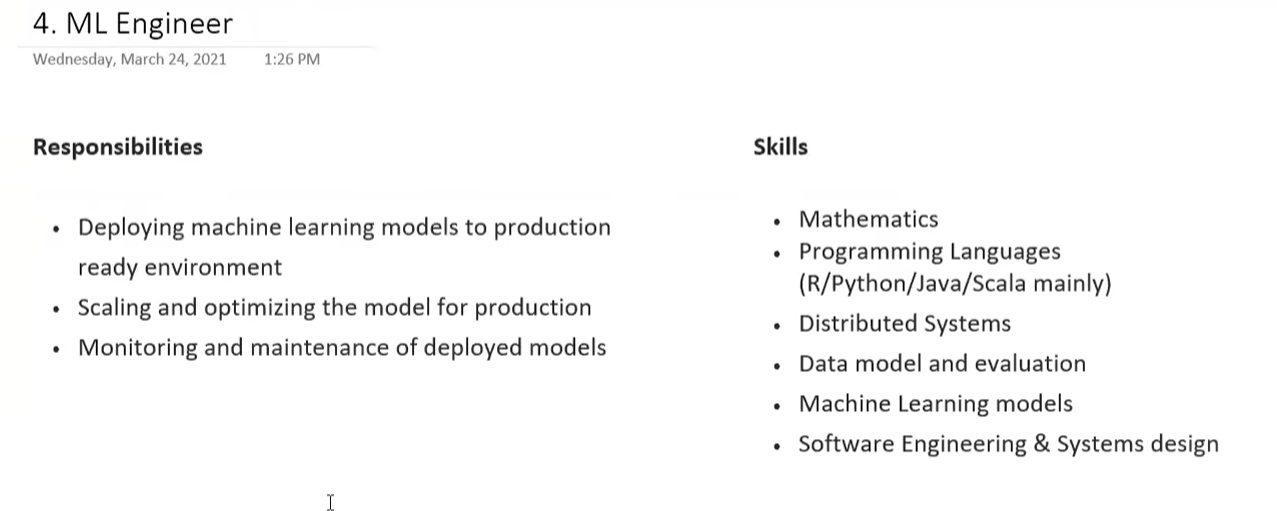 4. ML Engineer
Wednesday, March 24, 2021 1:26 PM
Responsibilities
• Deploying machine learning models to production
ready environment
• Scaling and optimizing the model for production
• Monitoring and maintenance of deployed models
Skills
• Mathematics
• Programming Languages
(R/Python/Java/Scala mainly)
• Distributed Systems
• Data model and evaluation
• Machine Learning models
• Software Engineering & Systems design